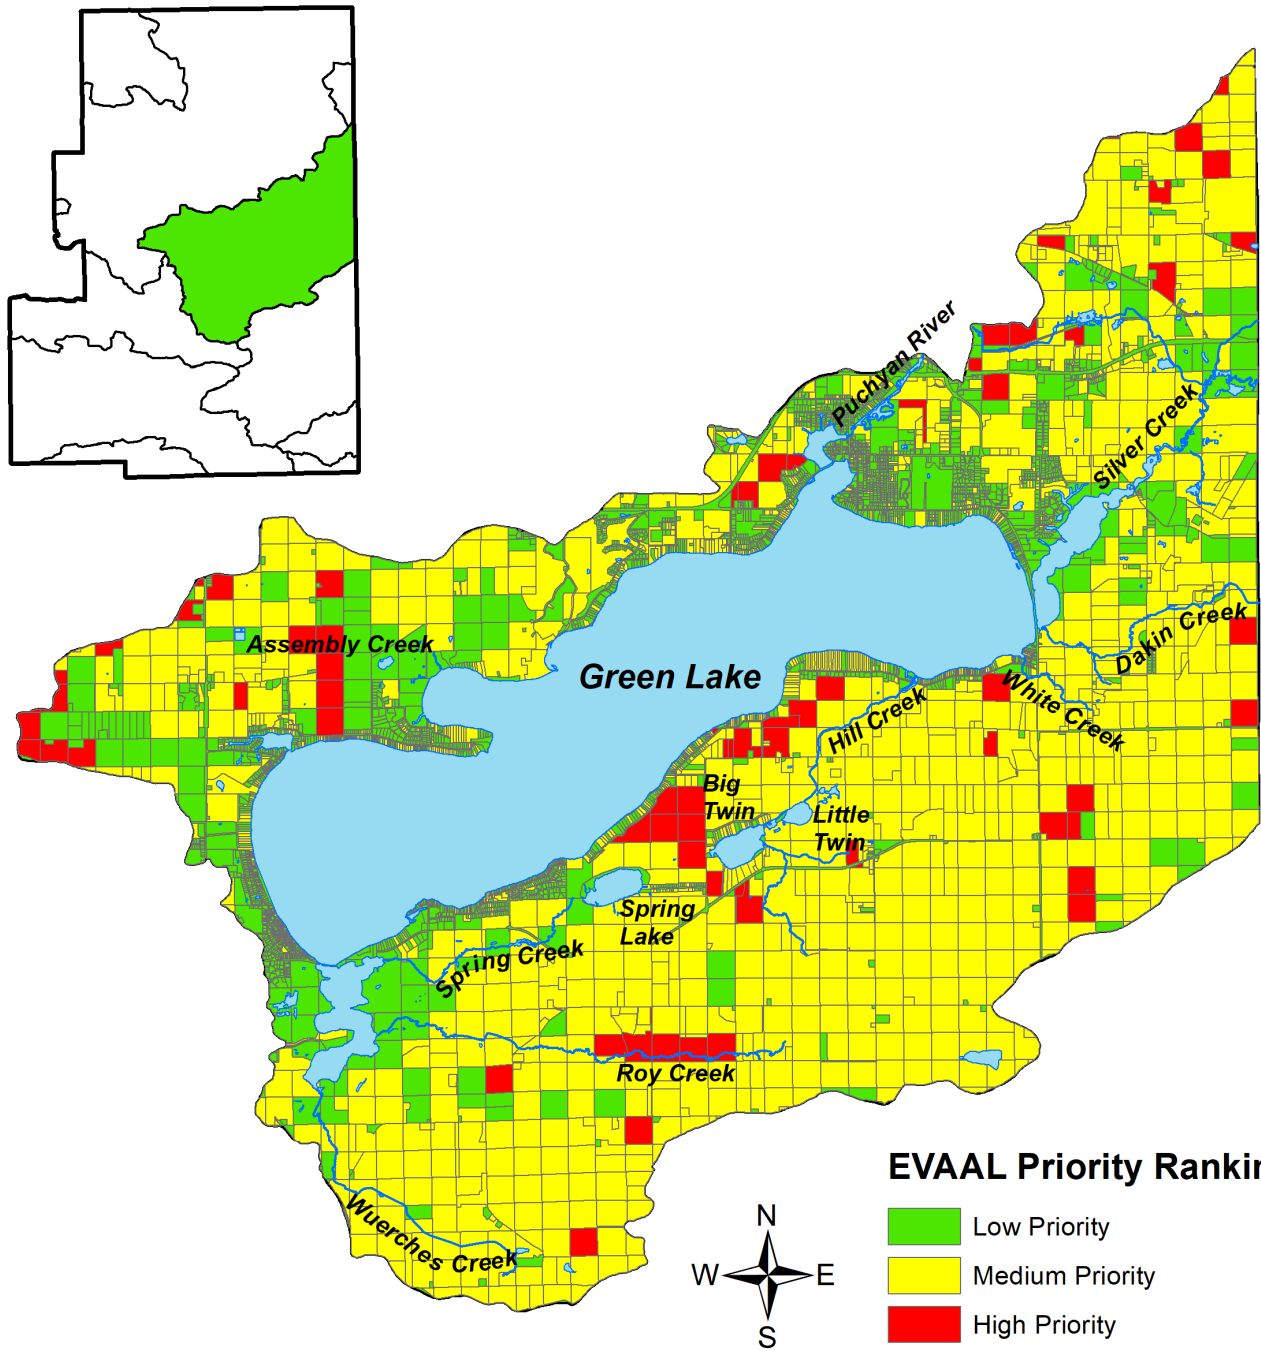 Puchyan River
Silver Creek
Assembly Creek
Green Lake
Dakin Creek
White Creek
Hill Creek
Big
Twin
Little
Twin
Spring
Lake
Spring Creek
Roy Creek
Wuerches Creek
EVAAL Priority Rankin
Low Priority
Medium Priority
High Priority
N
W
E
S